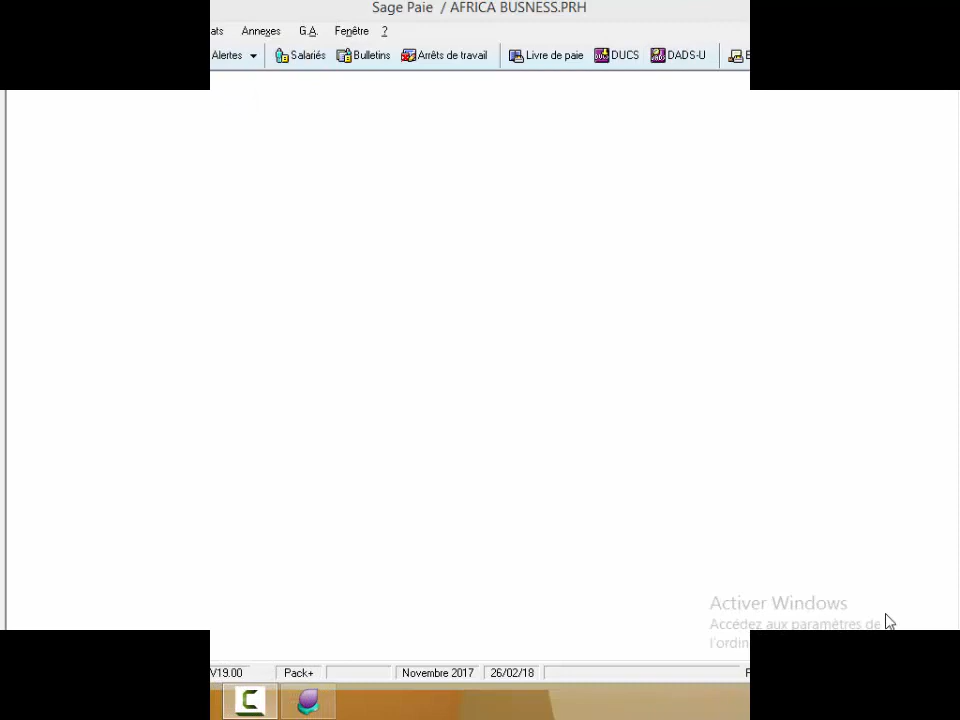 Sage Paie / AFRICA BUSNESS.PRH
ats Annexes G.A. Fenêtre ?
Alertes Salariés Bulletins Arrêts de travail Livre de paie DUCS DADS-U
Activer Windows
Accédez aux paramètres de
l'ordin
V19.00 Pack+ Novembre 2017 26/02/18